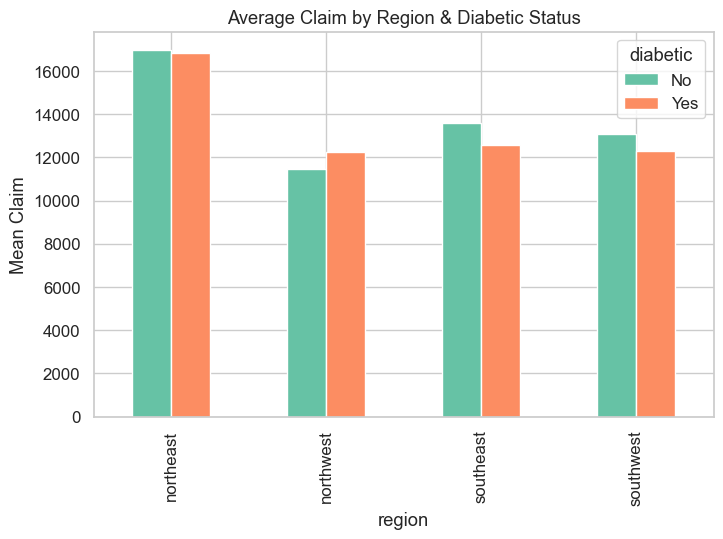 Average Claim by Region & Diabetic Status
diabetic
No
Yes
Mean Claim
16000
14000
12000
10000
8000
6000
4000
2000
0
northeast
northwest
southeast
southwest
region